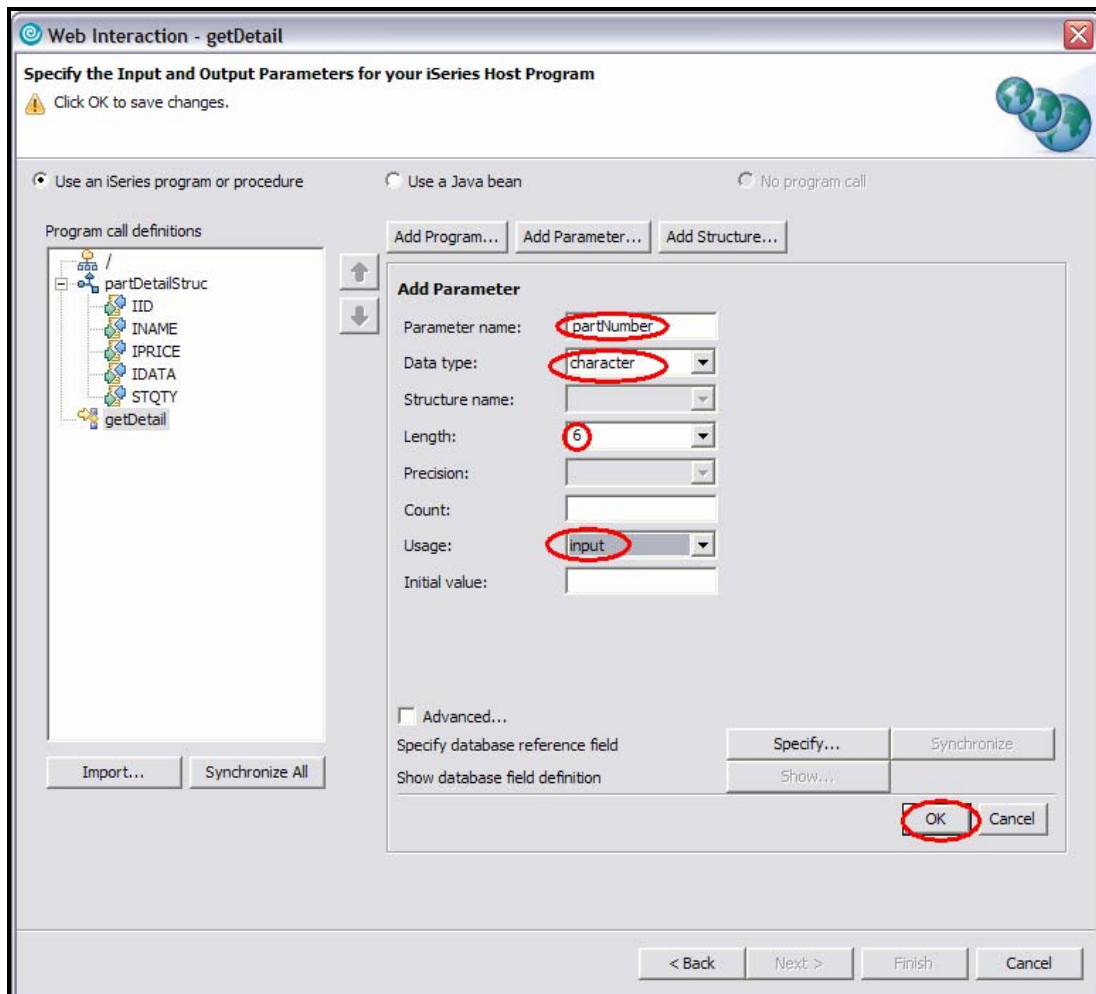 Web Interaction - getDetail
Specify the Input and Output Parameters for your iSeries Host Program
Click OK to save changes.
Use an iSeries program or procedure
Use a Java bean
No program call
Program call definitions
/
partDetailStruc
IID
INAME
IPRICE
IDATA
STQTY
getDetail
Import...
Synchronize All
Add Program...
Add Parameter...
Add Structure...
Add Parameter
Parameter name: partNumber
Data type: character
Structure name:
Length: 6
Precision:
Count:
Usage: input
Initial value:
Advanced...
Specify database reference field Specify... Synchronize
Show database field definition Show...
OK Cancel
< Back Next > Finish Cancel